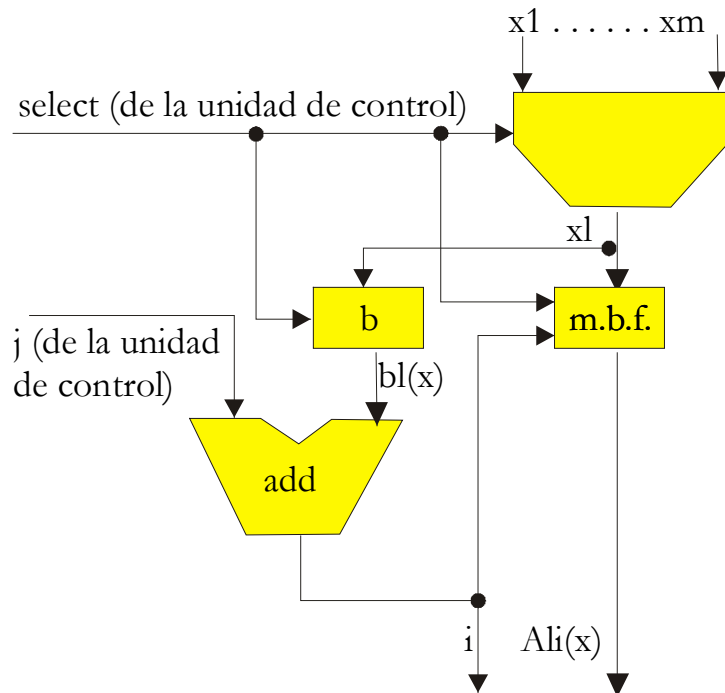 x1 . . . . . . xm
select (de la unidad de control)
xl
b
m.b.f.
j (de la unidad
de control)
bl(x)
add
i
Ali(x)